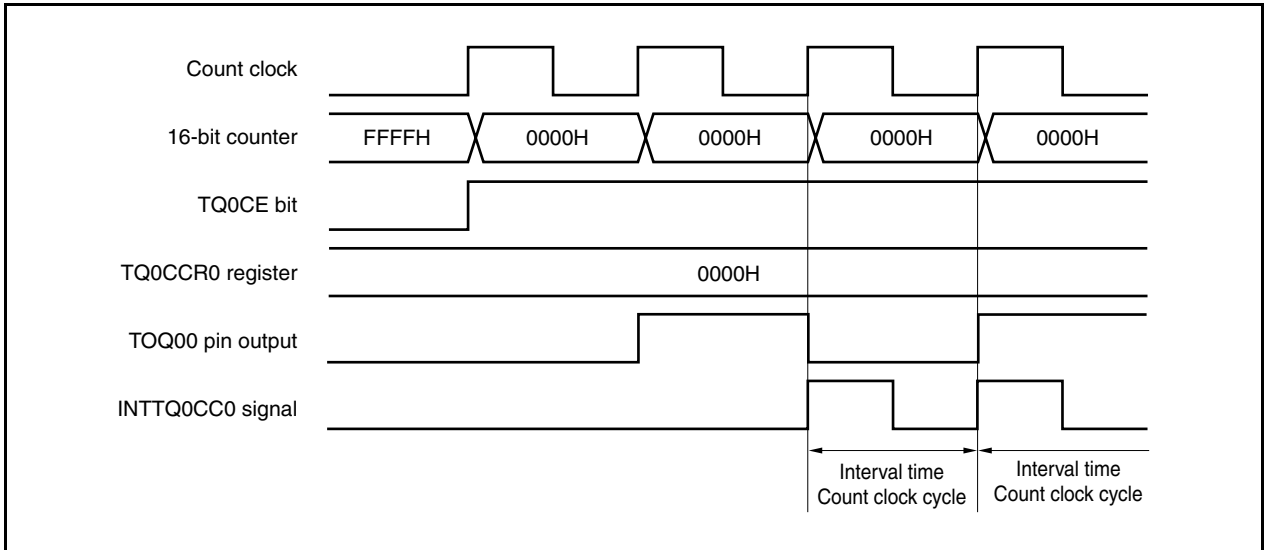 Count clock
16-bit counter
FFFFH
0000H
0000H
0000H
0000H
TQ0CE bit
TQ0CCR0 register
0000H
TOQ00 pin output
INTTQ0CC0 signal
Interval time
Count clock cycle
Interval time
Count clock cycle